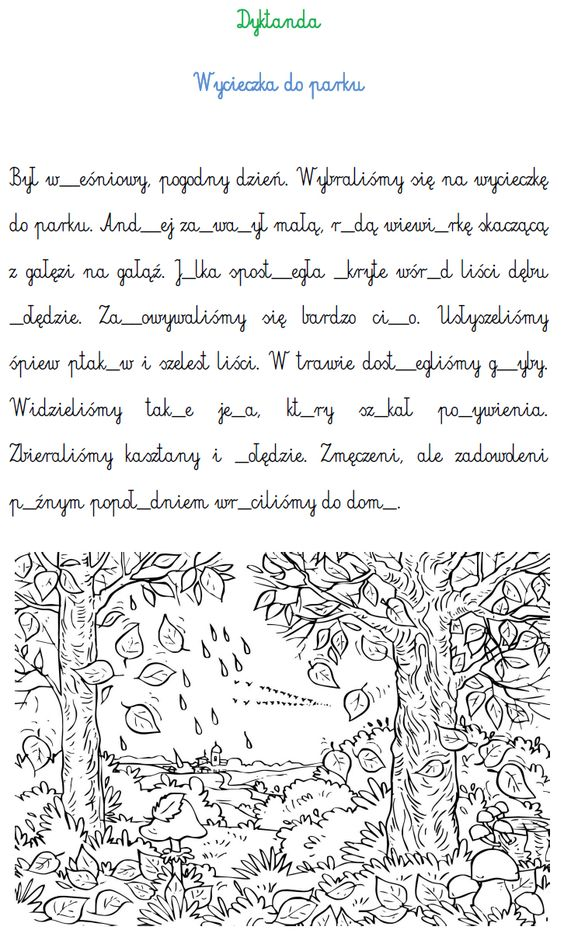 Dyktanda
Wycieczka do parku
Był w__eśniowy, pogodny dzień. Wybraliśmy się na wycieczkę
do parku. And__ej za_wa_ył małą, r_dą wiewi_rkę skaczącą
z gałęzi na gałąź. J_lka spost__egła _kryte wśr_d liści dębu
_ołędzie. Za__owywaliśmy się bardzo ci__o. Usłyszeliśmy
śpiew ptak_w i szelest liści. W trawie dost__egliśmy g__yby.
Widzieliśmy tak_e je_a, kt_ry sz_kał po_ywienia.
Zbieraliśmy kasztany i _ołędzie. Zmęczeni, ale zadowoleni
p_źnym popoł_dniem wr_ciliśmy do dom_.